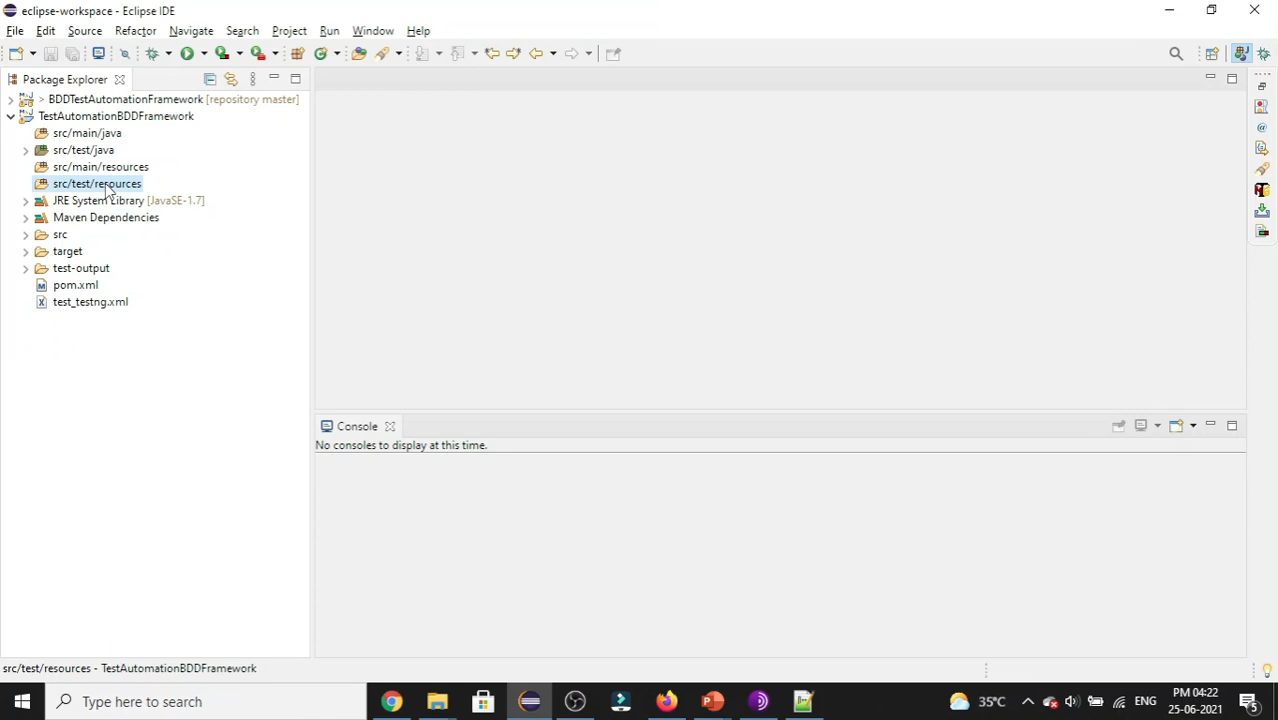 eclipse-workspace - Eclipse IDE
File Edit Source Refactor Navigate Search Project Run Window Help
Package Explorer
> BDDTestAutomationFramework [repository master]
TestAutomationBDDFramework
src/main/java
src/test/java
src/main/resources
src/test/resources
JRE System Library [JavaSE-1.7]
Maven Dependencies
src
target
test-output
pom.xml
test_testng.xml
Console
No consoles to display at this time.
src/test/resources - TestAutomationBDDFramework
Type here to search
35°C
ENG
PM 04:22
25-06-2021
5